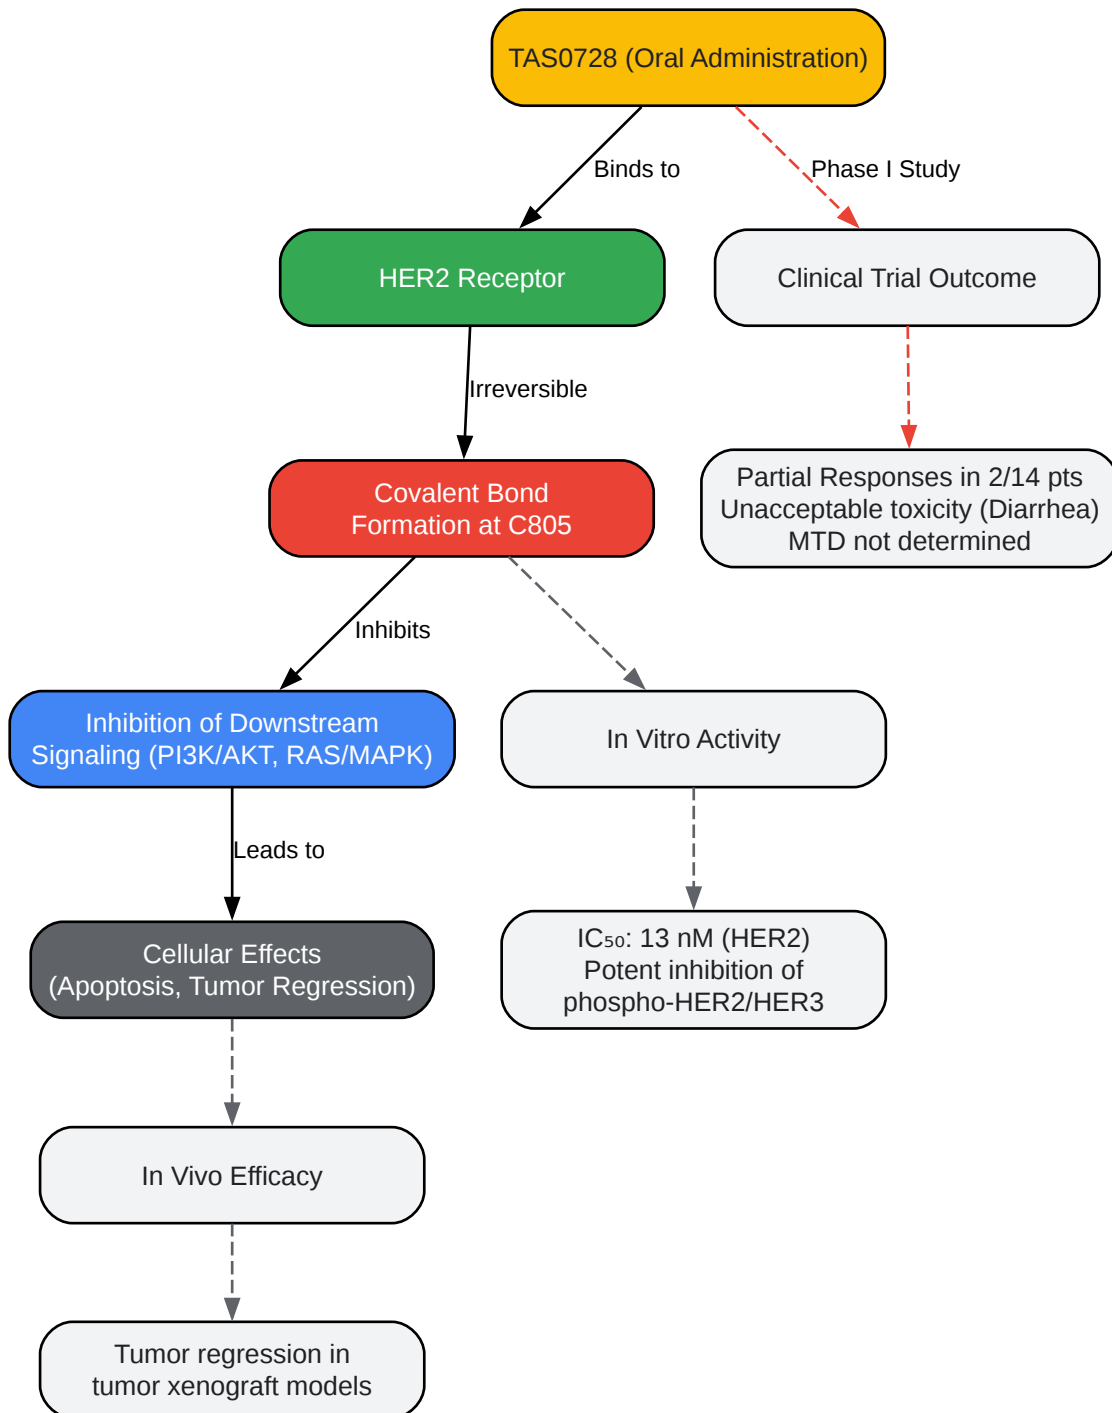 TAS0728 (Oral Administration)
Binds to
Phase I Study
HER2 Receptor
Clinical Trial Outcome
Irreversible
Covalent Bond
Formation at C805
Partial Responses in 2/14 pts
Unacceptable toxicity (Diarrhea)
MTD not determined
Inhibits
Inhibition of Downstream
Signaling (PI3K/AKT, RAS/MAPK)
In Vitro Activity
Leads to
Cellular Effects
(Apoptosis, Tumor Regression)
IC₅₀: 13 nM (HER2)
Potent inhibition of
phospho-HER2/HER3
In Vivo Efficacy
Tumor regression in
tumor xenograft models